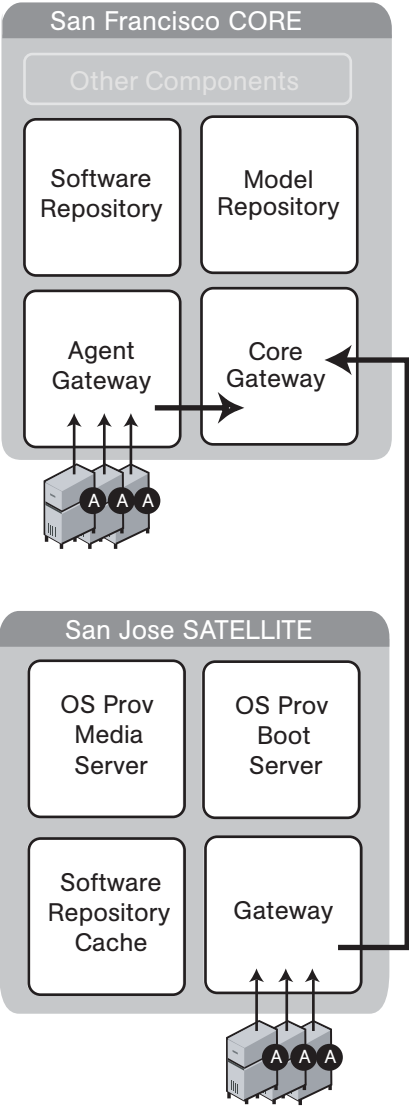 San Francisco CORE
Other Components
Software
Repository
Model
Repository
Agent
Gateway
Core
Gateway
A A A
San Jose SATELLITE
OS Prov
Media
Server
OS Prov
Boot
Server
Software
Repository
Cache
Gateway
A A A